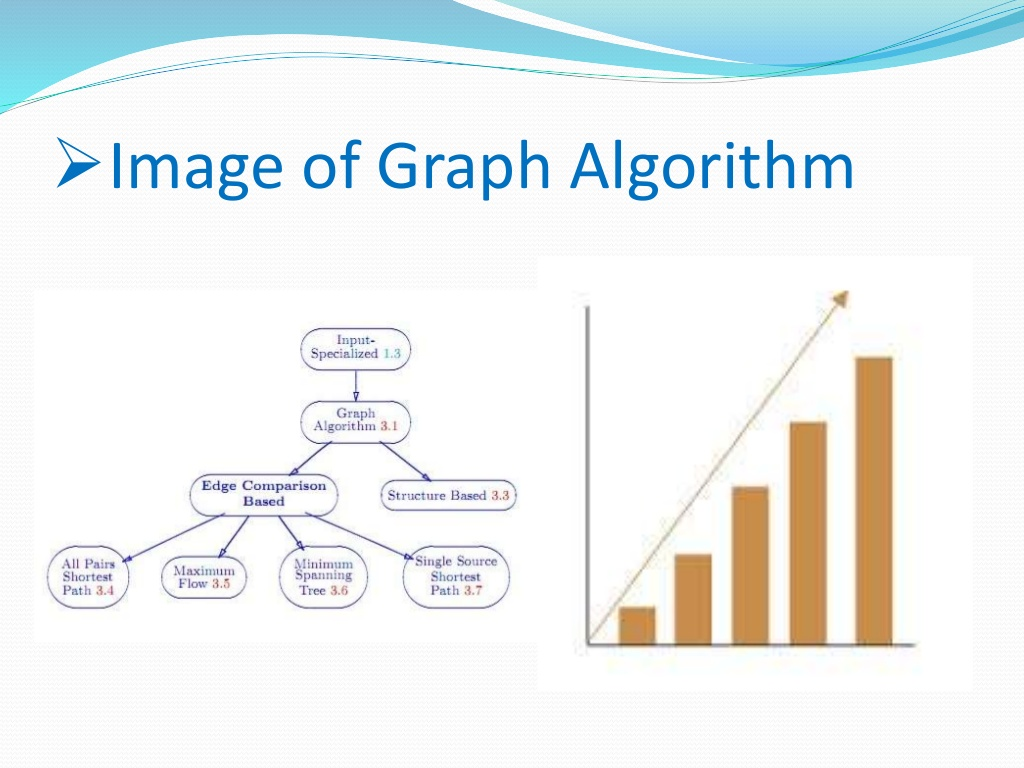 Image of Graph Algorithm
Input-
Specialized 1.3
Graph
Algorithm 3.1
Edge Comparison
Based
Structure Based 3.3
All Pairs
Shortest
Path 3.4
Maximum
Flow 3.5
Minimum
Spanning
Tree 3.6
Single Source
Shortest
Path 3.7